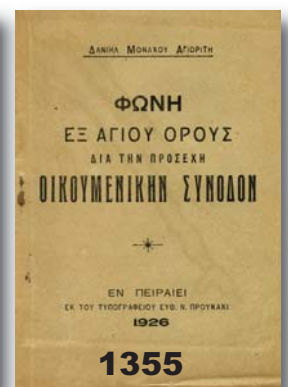 ΔΑΝΙΗΛ ΜΟΝΑΧΟΥ ΑΓΙΟΡΙΤΗ
ΦΩΝΗ
ΕΞ ΑΓΙΟΥ ΟΡΟΥΣ
ΔΙΑ ΤΗΝ ΠΡΟΣΕΧΗ
ΟΙΚΟΥΜΕΝΙΚΗΝ ΣΥΝΟΔΟΝ
ΕΝ ΠΕΙΡΑΙΕΙ
ΕΚ ΤΟΥ ΤΥΠΟΓΡΑΦΕΙΟΥ ΕΥΘ. Ν. ΠΡΟΥΚΑΚΙ
1926
1355